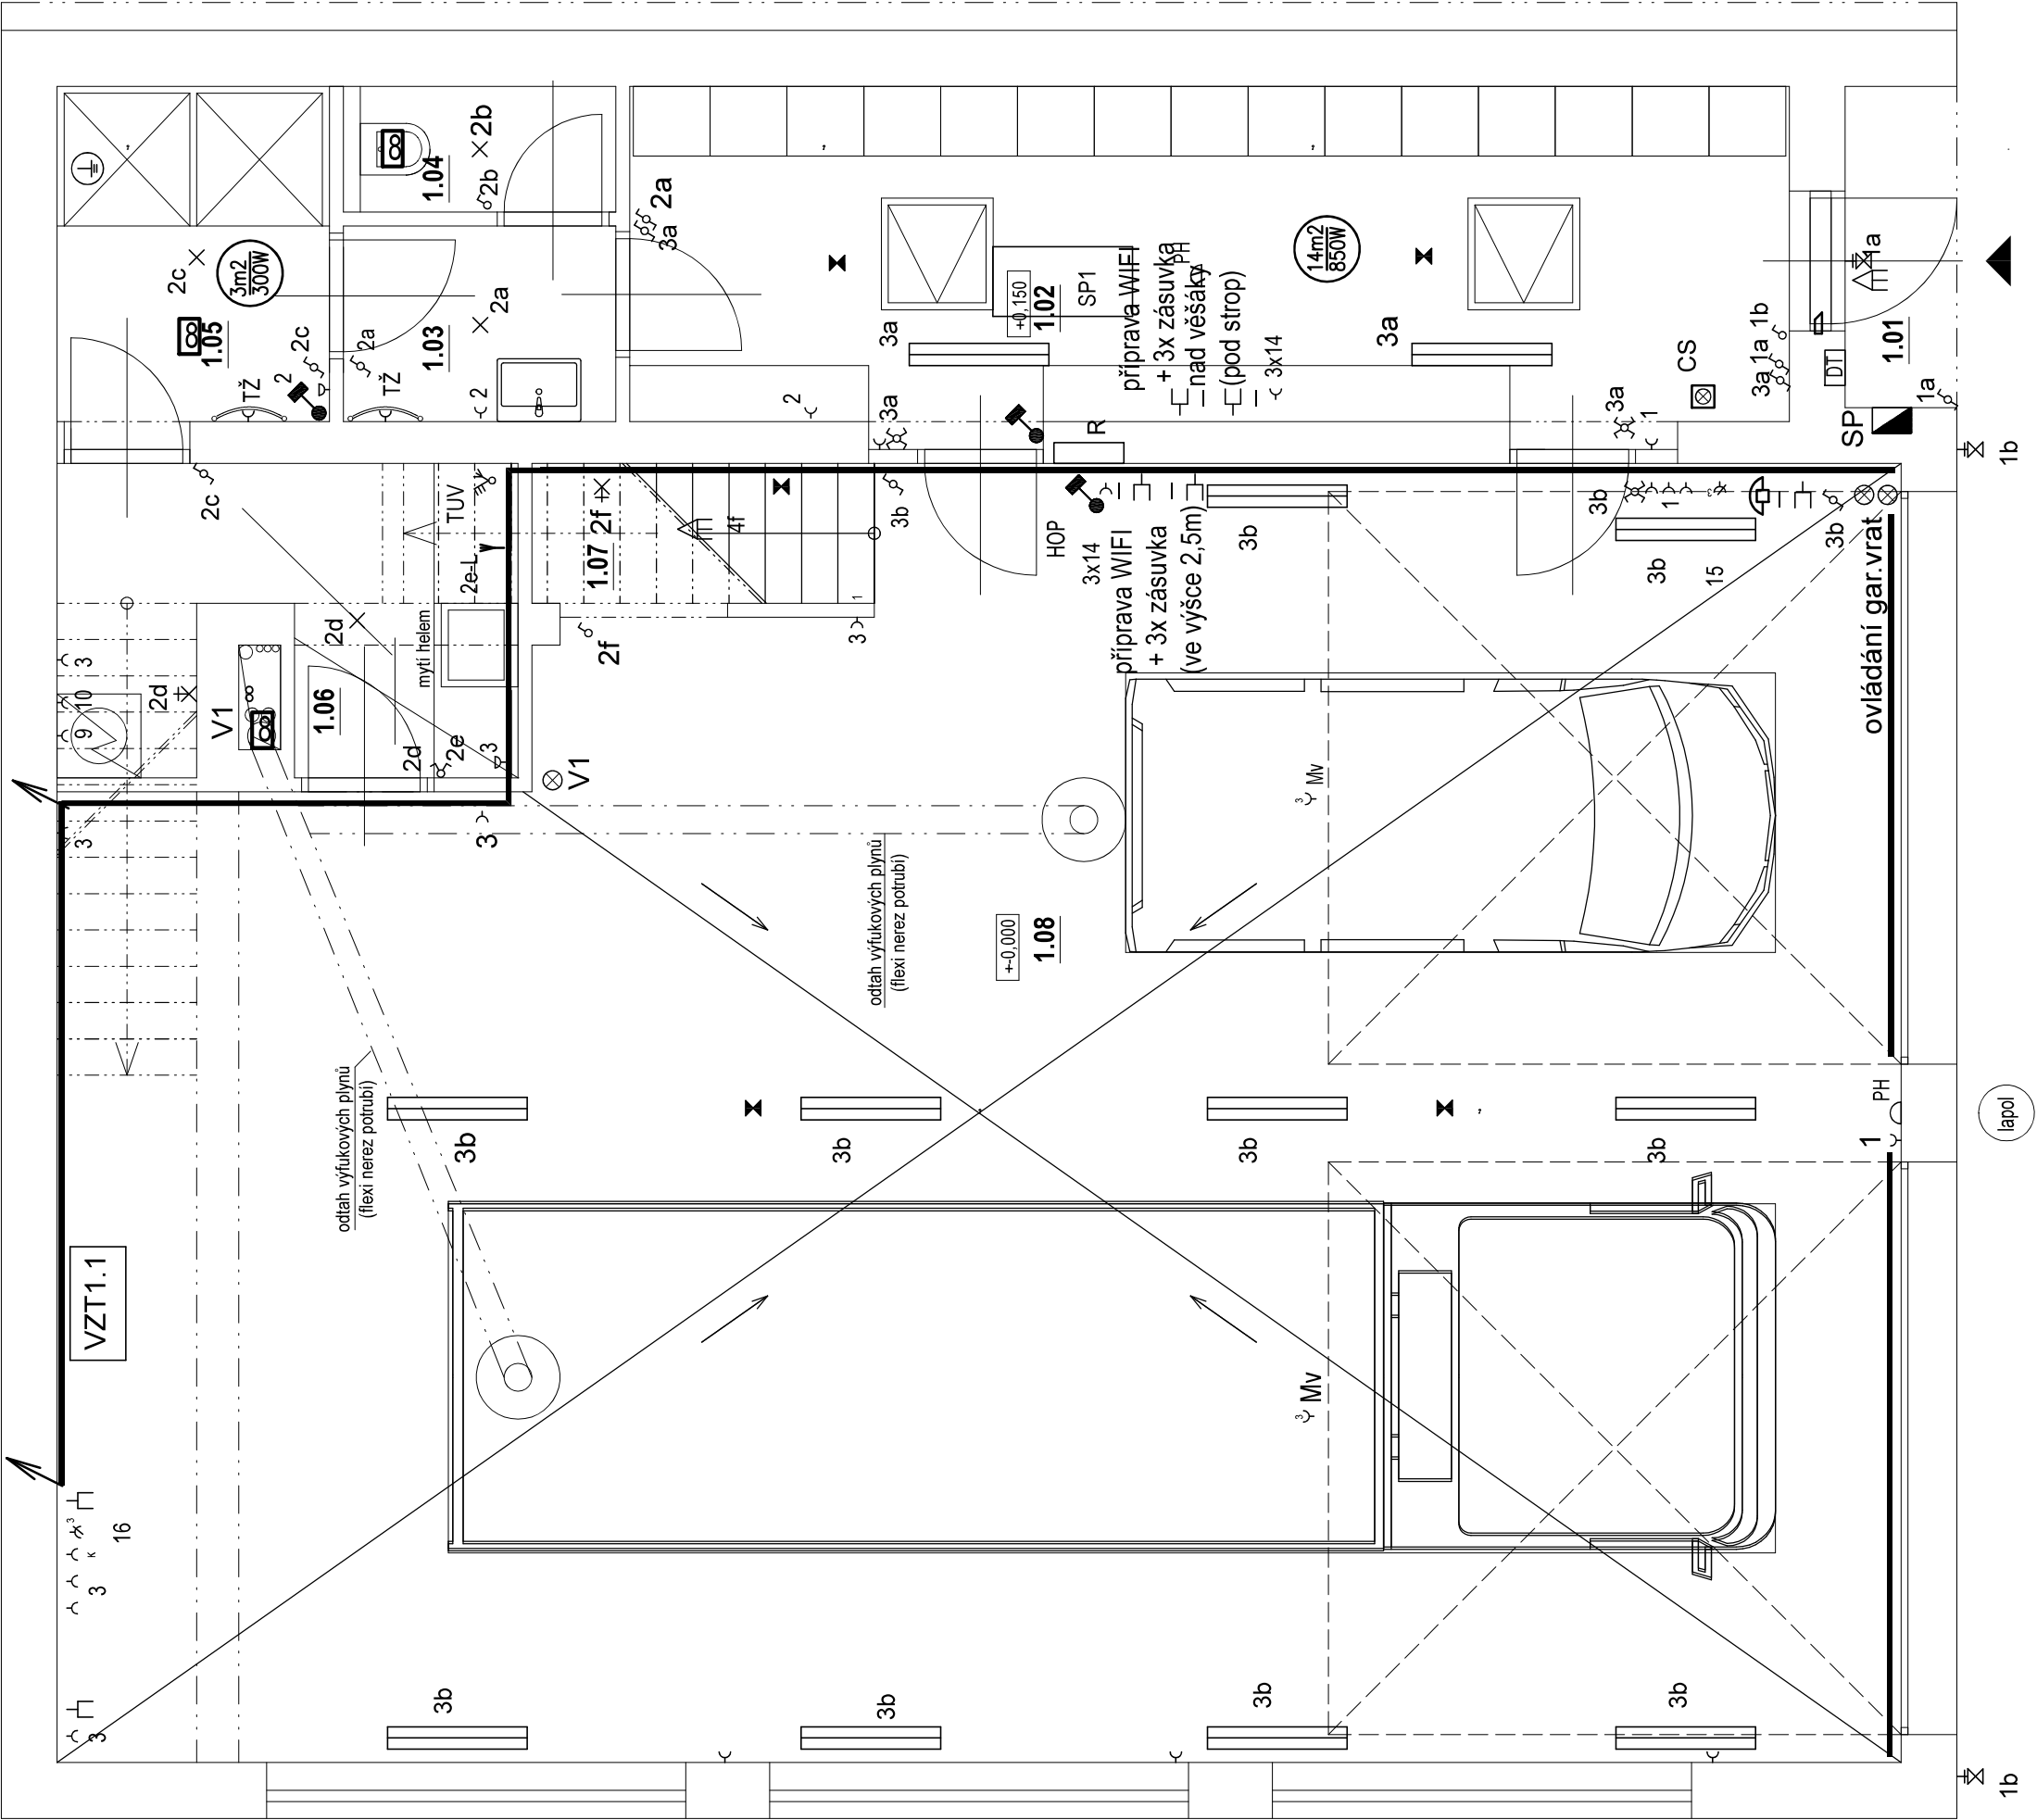 2b
1.04
2b
2a
3a
2c
3m2
300W
1.05
2c
2a
1.03
2a
2
TŽ
TŽ
2
2
3a
+0,150
1.02
SP1
příprava WIFI
+ 3x zásuvka
nad věšáky
(pod strop)
PH
3x14
14m2
850W
3a
CS
3a
1a
1b
1a
DT
1.01
1a
SP
1b
3a
R
3a
1
2c
TUV
2e-L
1.07
2f
4f
3b
HOP
3x14
příprava WIFI
+ 3x zásuvka
(ve výšce 2,5m)
3b
3b
1
3
3b
15
3b
ovládání gar.vrat
1
3
2f
mytí helem
2d
1.06
V1
2d
3
10
9
3
2d
2e
3
V1
3
3
Mv
odtah výfukových plynů
(flexi nerez potrubí)
+-0,000
1.08
odtah výfukových plynů
(flexi nerez potrubí)
3b
3b
3b
3b
1
PH
lapol
VZT1.1
3
Mv
3
K
16
3
3
3b
3b
3b
3b
1b